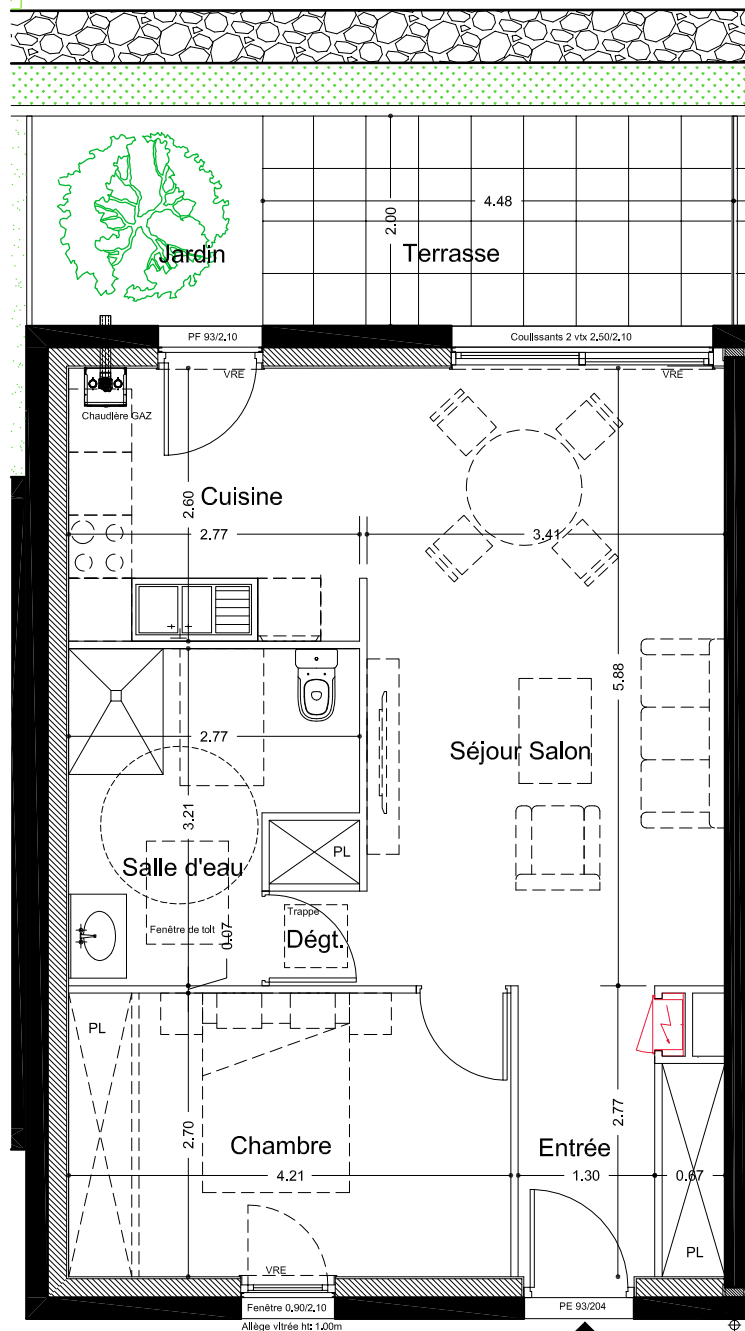 4.48
2.00
Jardin
Terrasse
PF 93/2.10
Coulissants 2 vtx 2.50/2.10
VRE
VRE
Chaudière GAZ
2.60
Cuisine
2.77
3.41
5.88
2.77
Séjour Salon
3.21
PL
Salle d'eau
Trappe
Fenêtre de toit
0.07
Dégt.
PL
2.70
2.77
Chambre
Entrée
4.21
1.30
0.67
PL
VRE
Fenêtre 0.90/2.10
PE 93/204
Allège vitrée ht: 1.00m